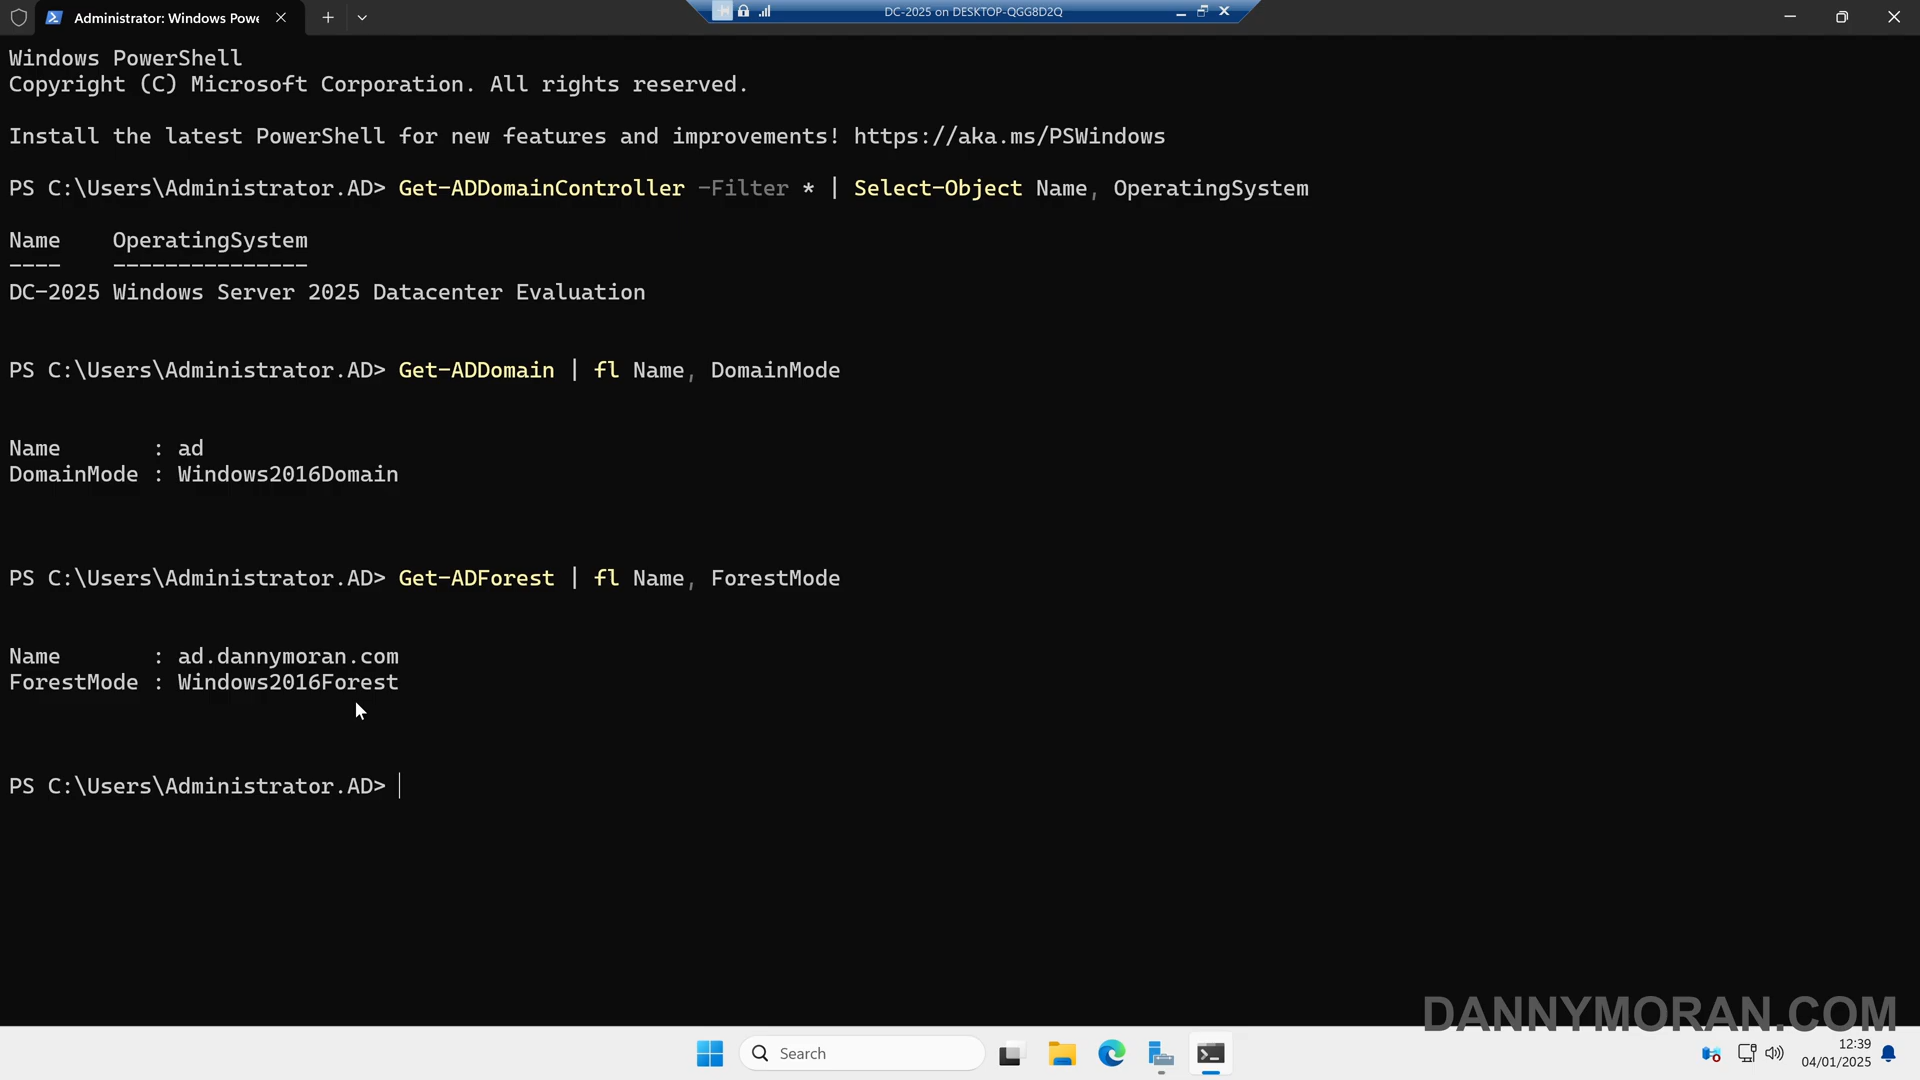 Administrator: Windows Powe
DC-2025 on DESKTOP-QGG8D2Q
Windows PowerShell
Copyright (C) Microsoft Corporation. All rights reserved.
Install the latest PowerShell for new features and improvements! https://aka.ms/PSWindows
PS C:\Users\Administrator.AD> Get-ADDomainController -Filter * | Select-Object Name, OperatingSystem
Name    OperatingSystem
----    ---------------
DC-2025 Windows Server 2025 Datacenter Evaluation
PS C:\Users\Administrator.AD> Get-ADDomain | fl Name, DomainMode
Name       : ad
DomainMode : Windows2016Domain
PS C:\Users\Administrator.AD> Get-ADForest | fl Name, ForestMode
Name       : ad.dannymoran.com
ForestMode : Windows2016Forest
PS C:\Users\Administrator.AD>
DANNYMORAN.COM
Search
12:39
04/01/2025